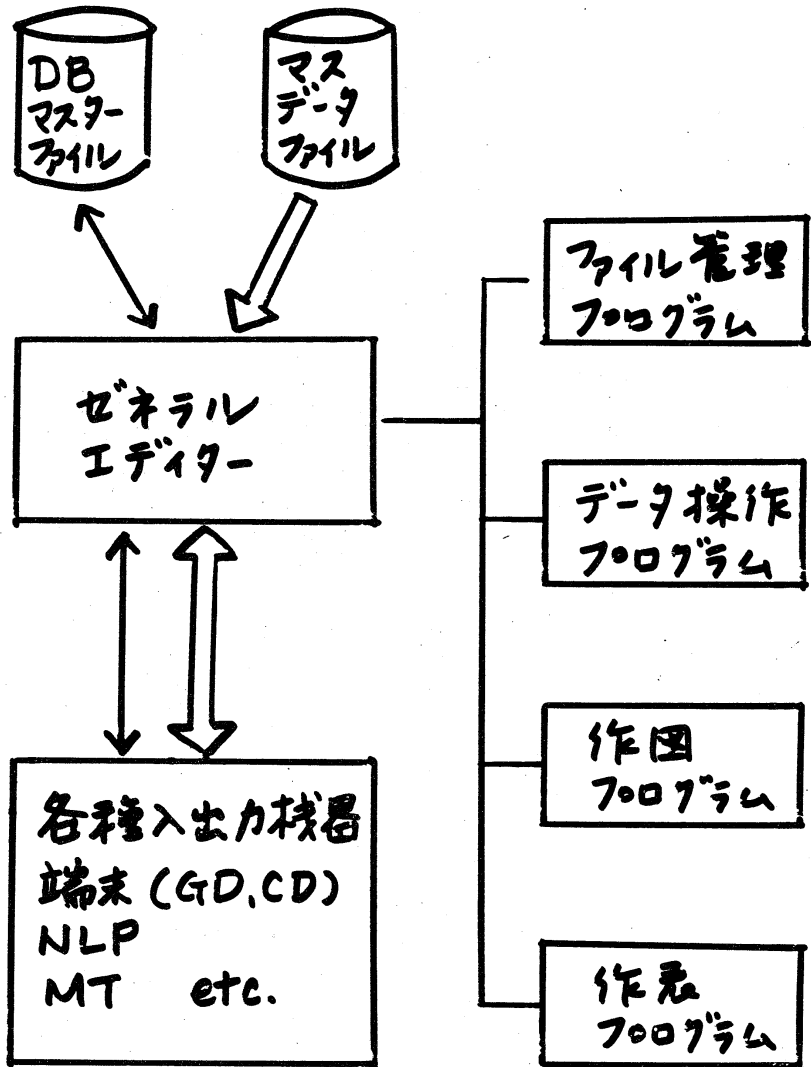 DB
マスター
ファイル
マス
データ
ファイル
ゼネラル
エディター
各種入出力機器
端末(GD,CD)
NLP
MT etc.
ファイル管理
プログラム
データ操作
プログラム
作図
プログラム
作表
プログラム